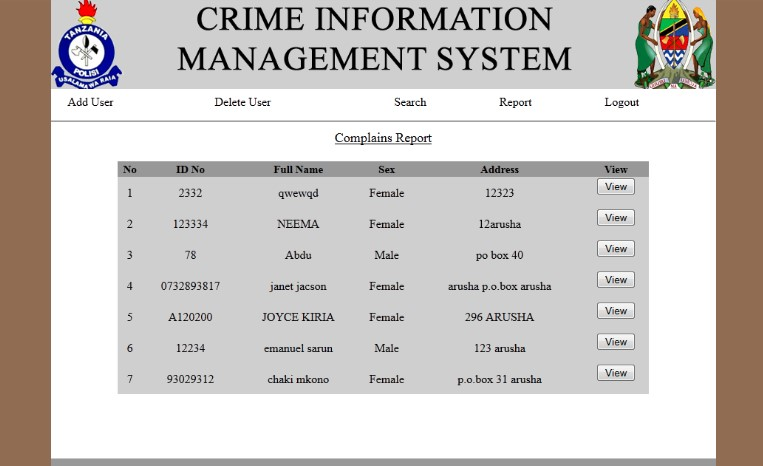 CRIME INFORMATION
MANAGEMENT SYSTEM
TANZANIA
POLISI
USALAMA WA RAIA
Add User Delete User Search Report Logout
Complains Report
No ID No Full Name Sex Address View
1 2332 qwewqd Female 12323 View
2 123334 NEEMA Female 12arusha View
3 78 Abdu Male po box 40 View
4 0732893817 janet jacson Female arusha p.o.box arusha View
5 A120200 JOYCE KIRIA Female 296 ARUSHA View
6 12234 emanuel sarun Male 123 arusha View
7 93029312 chaki mkono Female p.o.box 31 arusha View